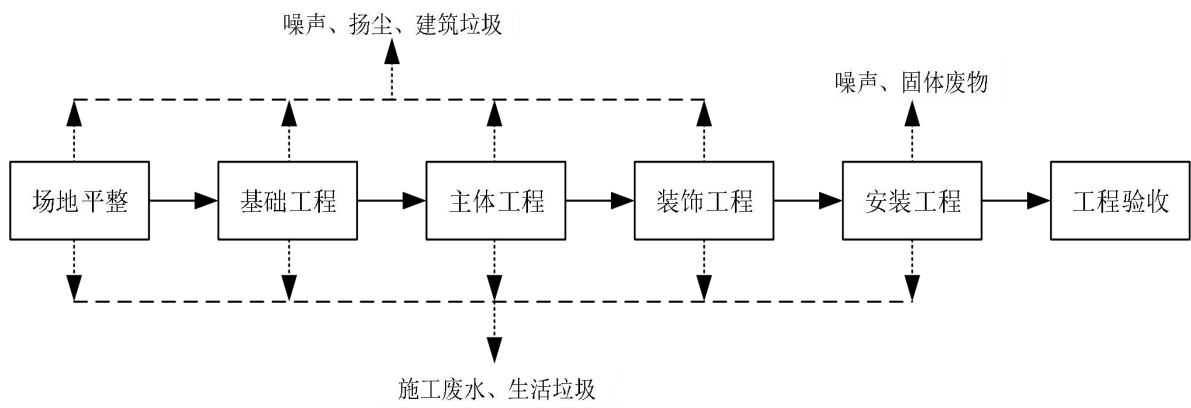 噪声、扬尘、建筑垃圾
噪声、固体废物
场地平整
基础工程
主体工程
装饰工程
安装工程
工程验收
施工废水、生活垃圾